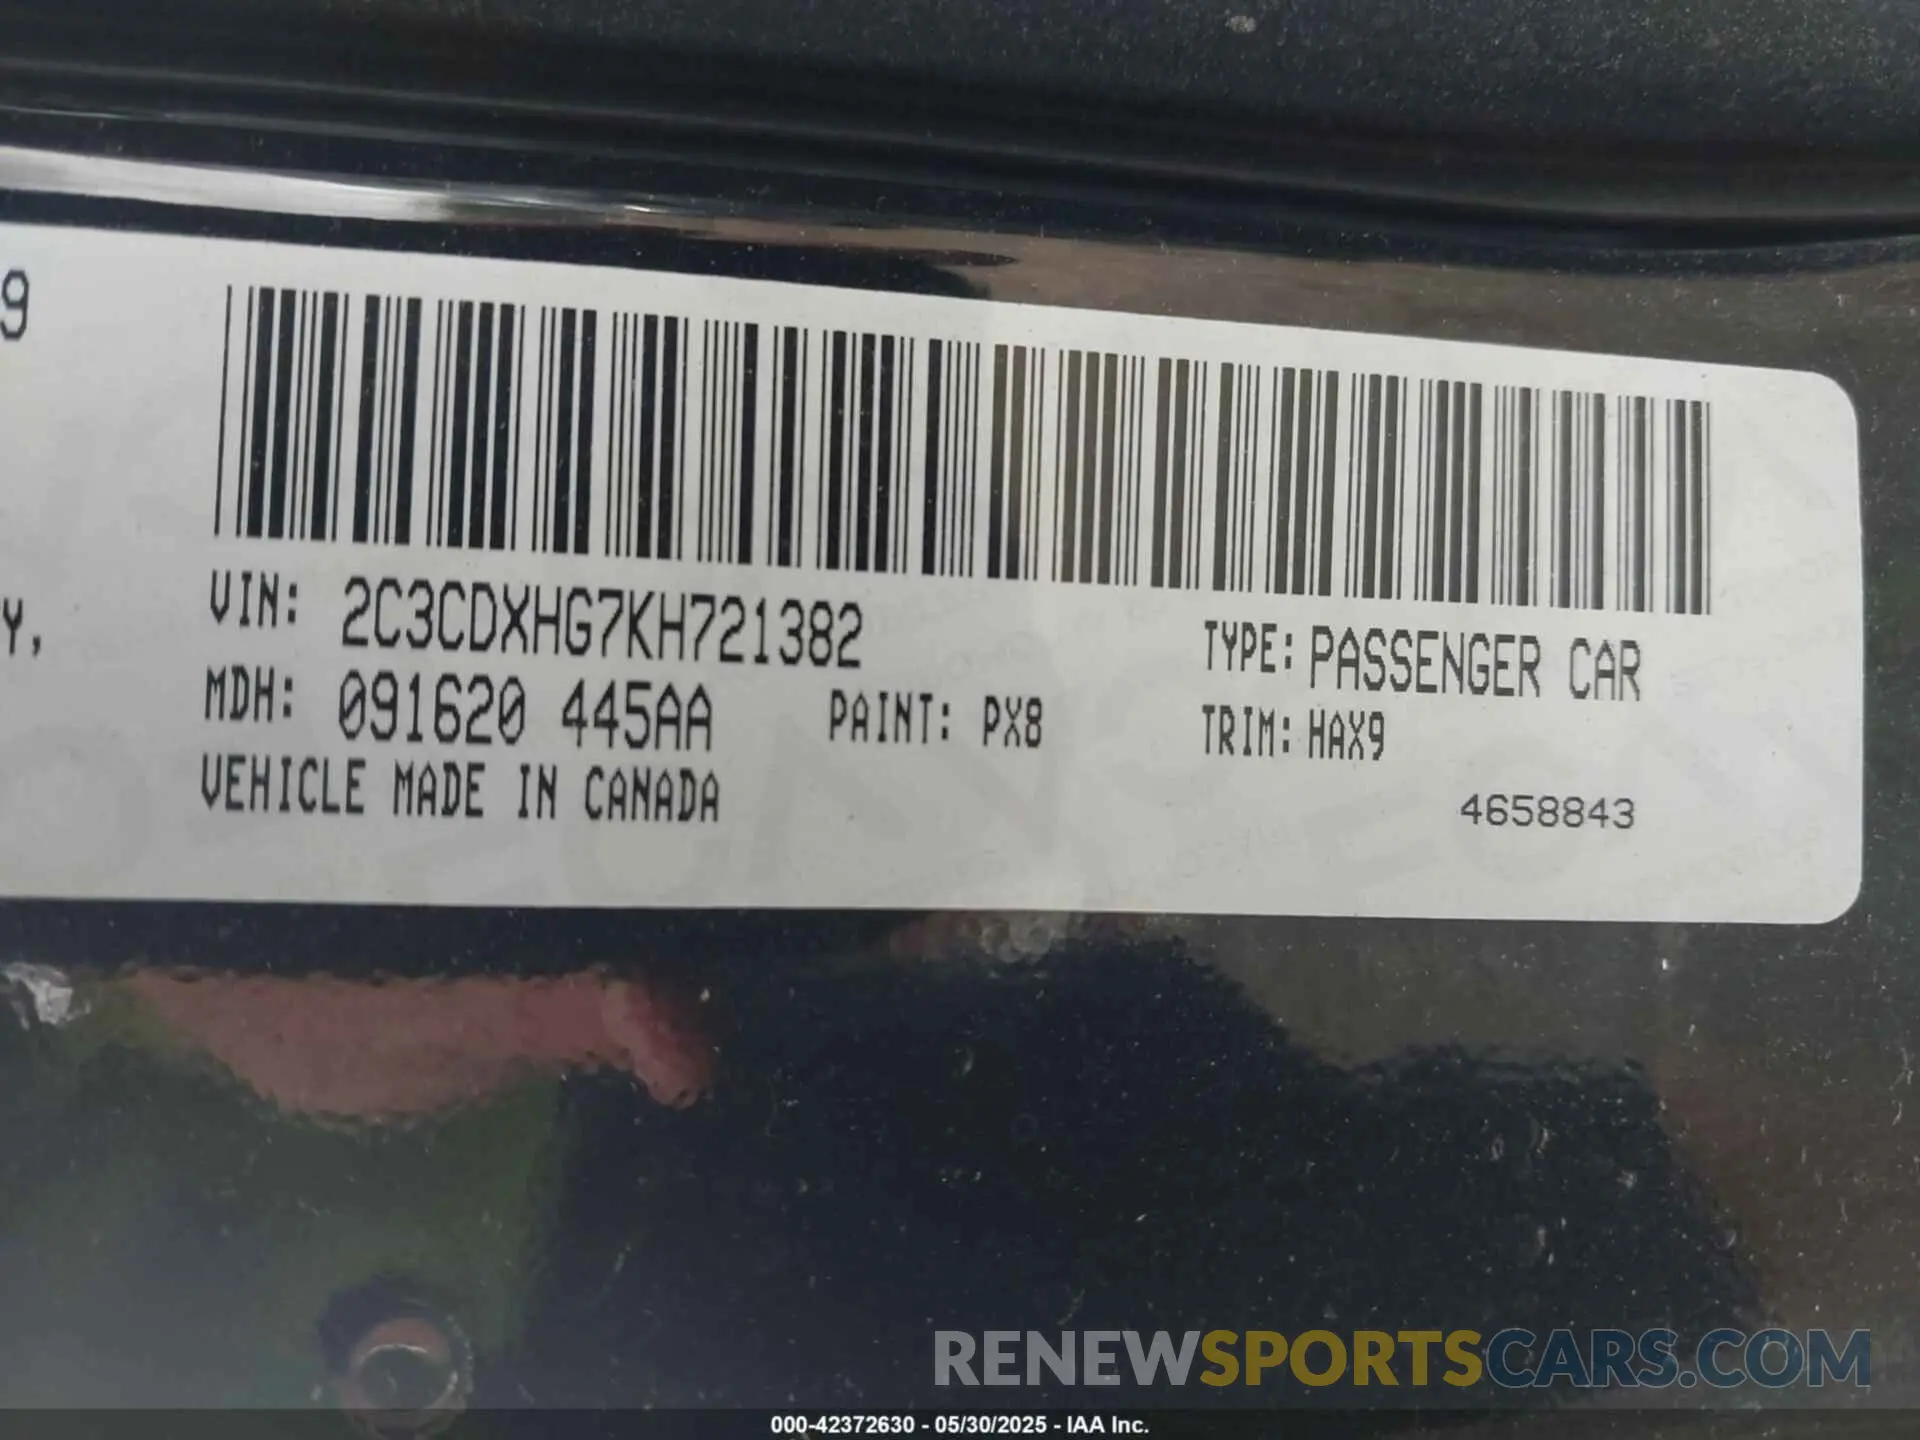 9
Y,
VIN: 2C3CDXHG7KH721382
TYPE: PASSENGER CAR
MDH: 091620 445AA PAINT: PX8 TRIM: HAX9
VEHICLE MADE IN CANADA
4658843
RENEWSPORTSCARS.COM
000-42372630 - 05/30/2025 - IAA Inc.